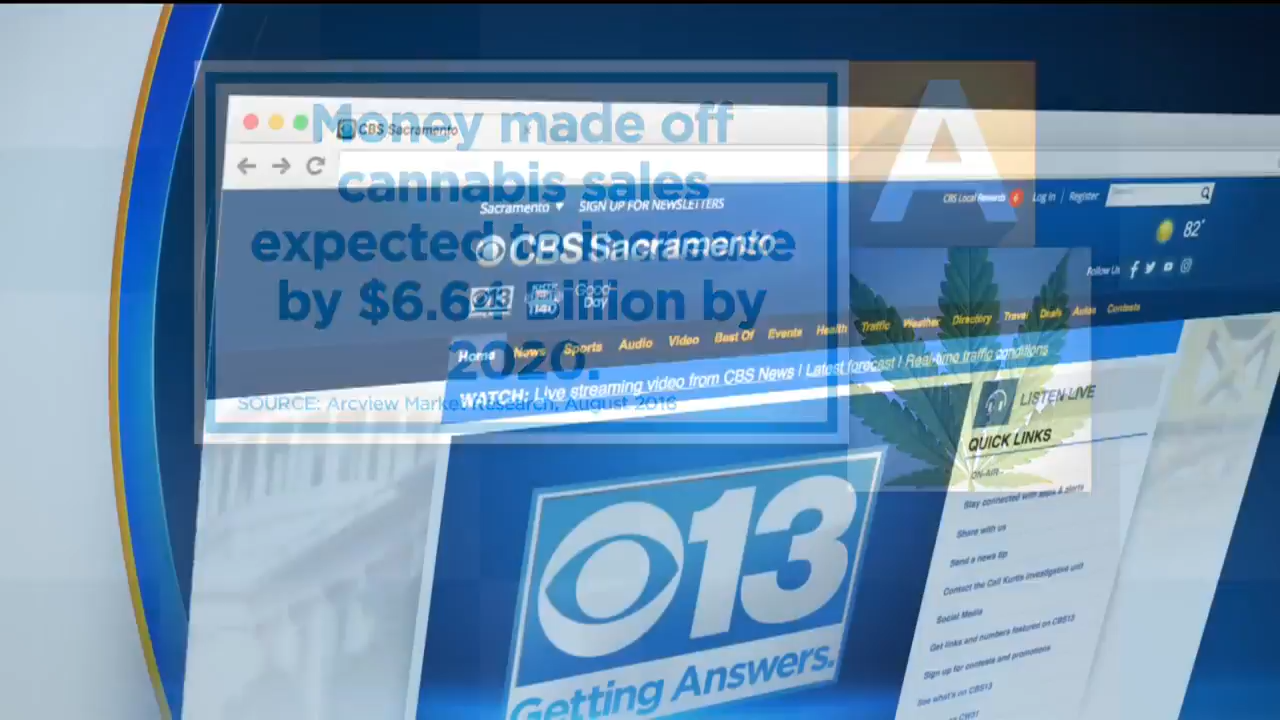 Money made off
cannabis sales
expected to increase
by $6.64 Billion by
2020.
SOURCE: Arcview Market Research, August 2016
A
CBS Sacramento
CBS Local Rewards
Log In | Register
Sacramento
SIGN UP FOR NEWSLETTERS
CBS Sacramento
82°
Follow Us
13
1140
Good Day
Home News Sports Audio Video Best Of Events Health Traffic Weather Directory Travel Deals Autos Contests
WATCH: Live streaming video from CBS News | Latest forecast | Real-time traffic conditions
LISTEN LIVE
QUICK LINKS
ON-AIR
Stay connected with apps & alerts
Share with us
Send a news tip
Contact the Call Kurtis investigative unit
Social Media
Get links and numbers featured on CBS13
Sign up for contests and promotions
See what's on CBS13
13
Getting Answers.